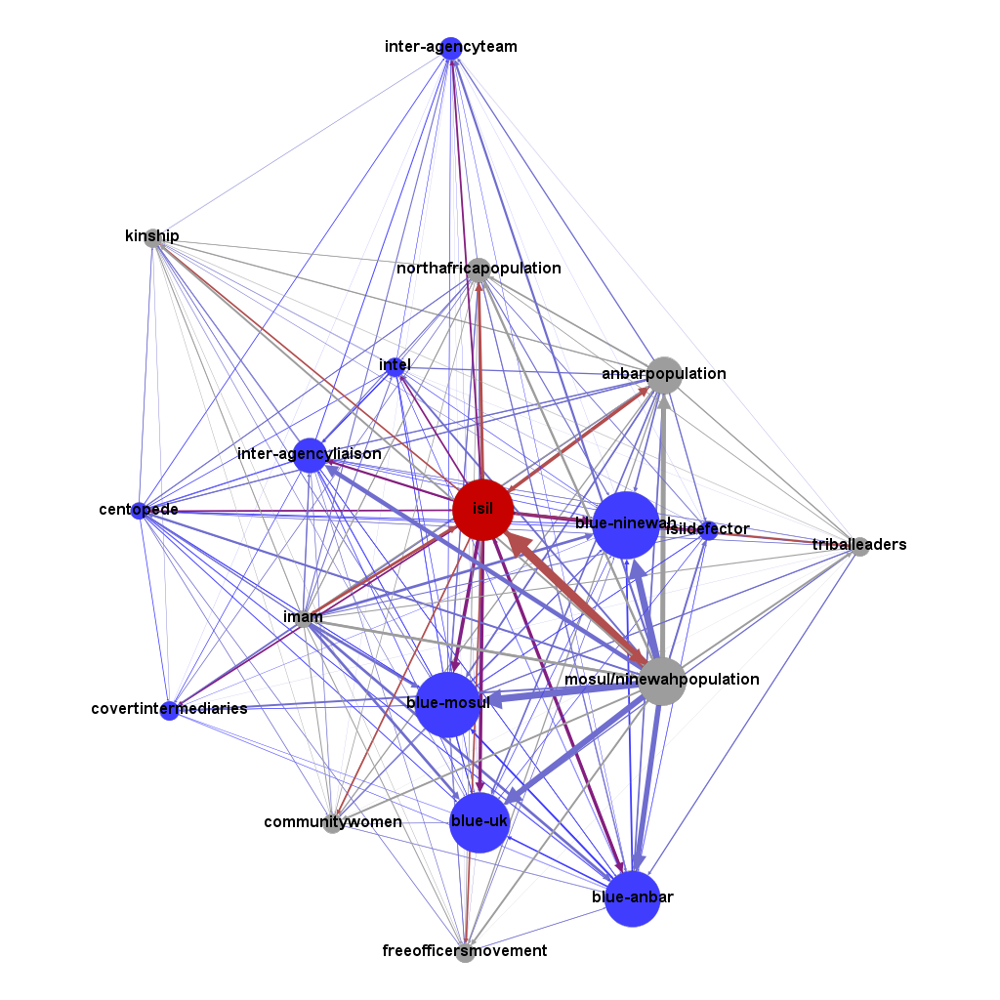 inter-agencyteam
kinship
northafricapopulation
intel
anbarpopulation
inter-agencyliaison
centopede
isil
blue-ninewah
isildefector
triballeaders
imam
mosul/ninewahpopulation
covertintermediaries
blue-mosul
communitywomen
blue-uk
blue-anbar
freeofficersmovement